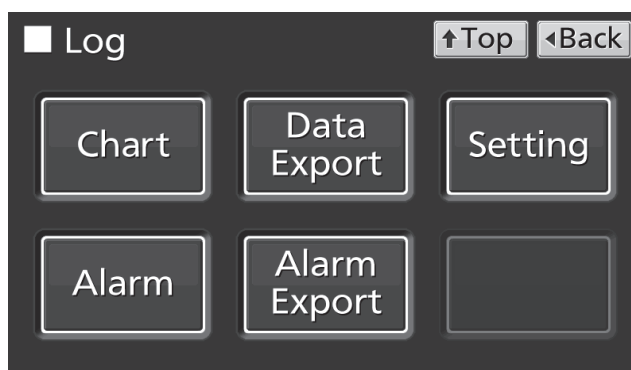 Log
↑Top
◂Back
Chart
Data
Export
Setting
Alarm
Alarm
Export